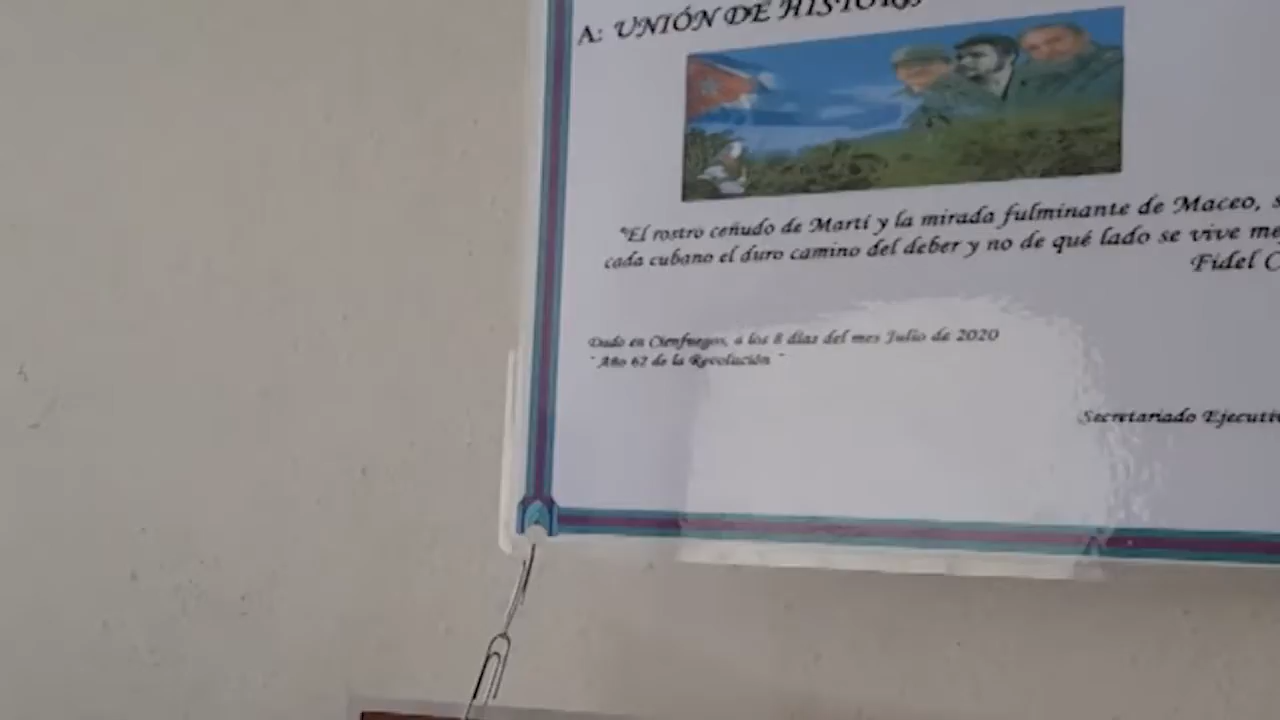 A: UNIÓN DE HISTOR
"El rostro ceñudo de Martí y la mirada fulminante de Maceo, s
cada cubano el duro camino del deber y no de qué lado se vive me
Fidel C
Dado en Cienfuegos, a los 8 días del mes Julio de 2020
" Año 62 de la Revolución "
Secretariado Ejecuti